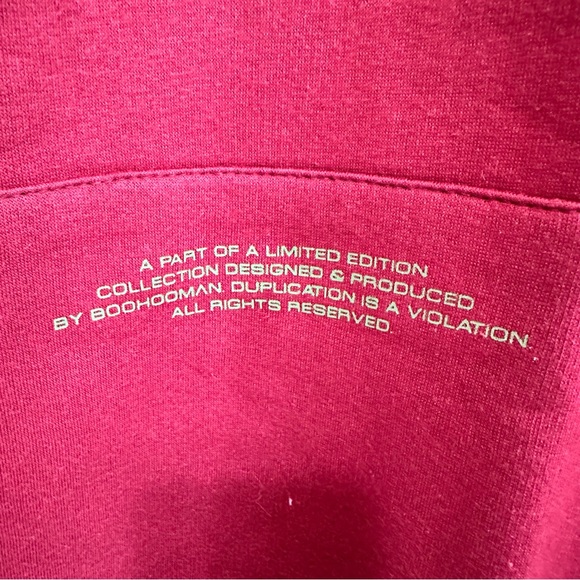 A PART OF A LIMITED EDITION
COLLECTION DESIGNED & PRODUCED
BY BOOHOOMAN. DUPLICATION IS A VIOLATION.
ALL RIGHTS RESERVED.